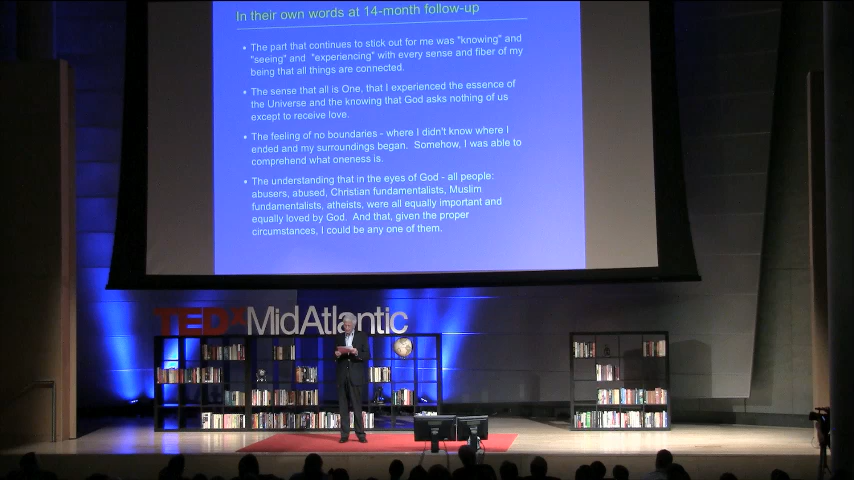 In their own words at 14-month follow-up
• The part that continues to stick out for me was "knowing" and
"seeing" and "experiencing" with every sense and fiber of my
being that all things are connected.
• The sense that all is One, that I experienced the essence of
the Universe and the knowing that God asks nothing of us
except to receive love.
• The feeling of no boundaries - where I didn't know where I
ended and my surroundings began. Somehow, I was able to
comprehend what oneness is.
• The understanding that in the eyes of God - all people:
abusers, abused, Christian fundamentalists, Muslim
fundamentalists, atheists, were all equally important and
equally loved by God. And that, given the proper
circumstances, I could be any one of them.
TEDxMidAtlantic